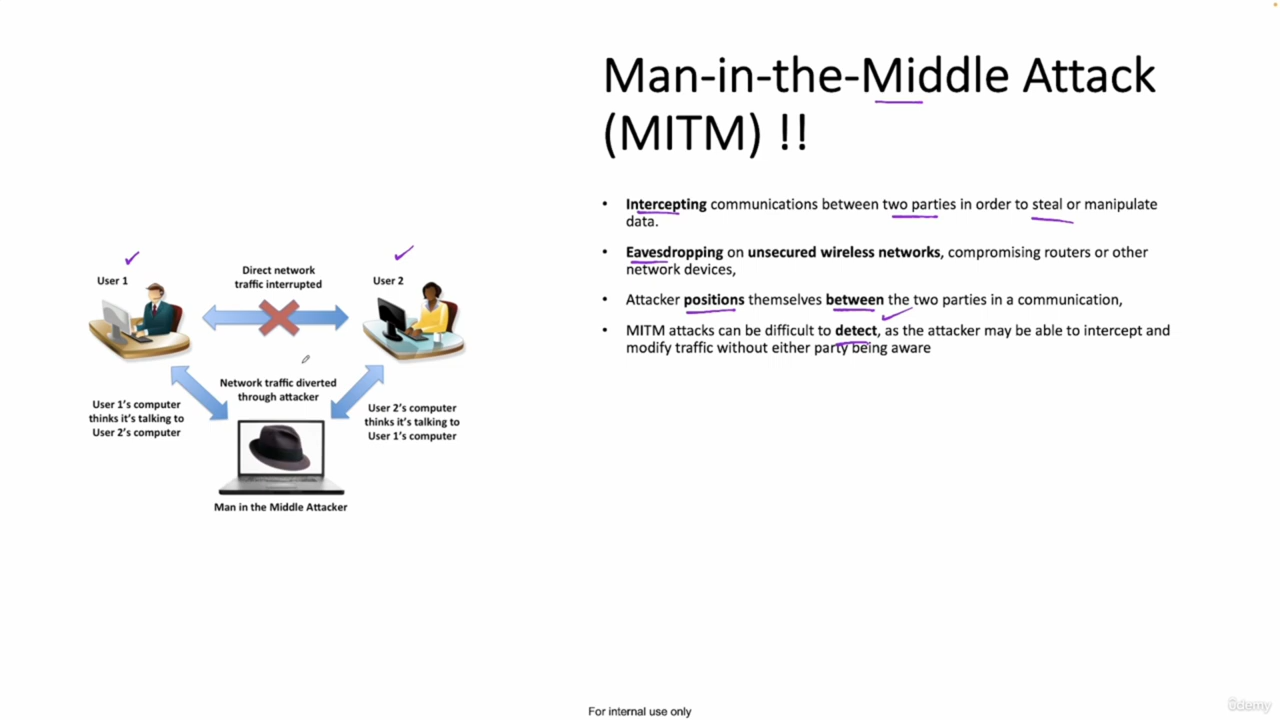 Man-in-the-Middle Attack
(MITM) !!
• Intercepting communications between two parties in order to steal or manipulate
data.
• Eavesdropping on unsecured wireless networks, compromising routers or other
network devices,
• Attacker positions themselves between the two parties in a communication,
• MITM attacks can be difficult to detect, as the attacker may be able to intercept and
modify traffic without either party being aware
User 1
Direct network
traffic interrupted
User 2
Network traffic diverted
through attacker
User 1's computer
thinks it's talking to
User 2's computer
User 2's computer
thinks it's talking to
User 1's computer
Man in the Middle Attacker
For internal use only
ûdemy